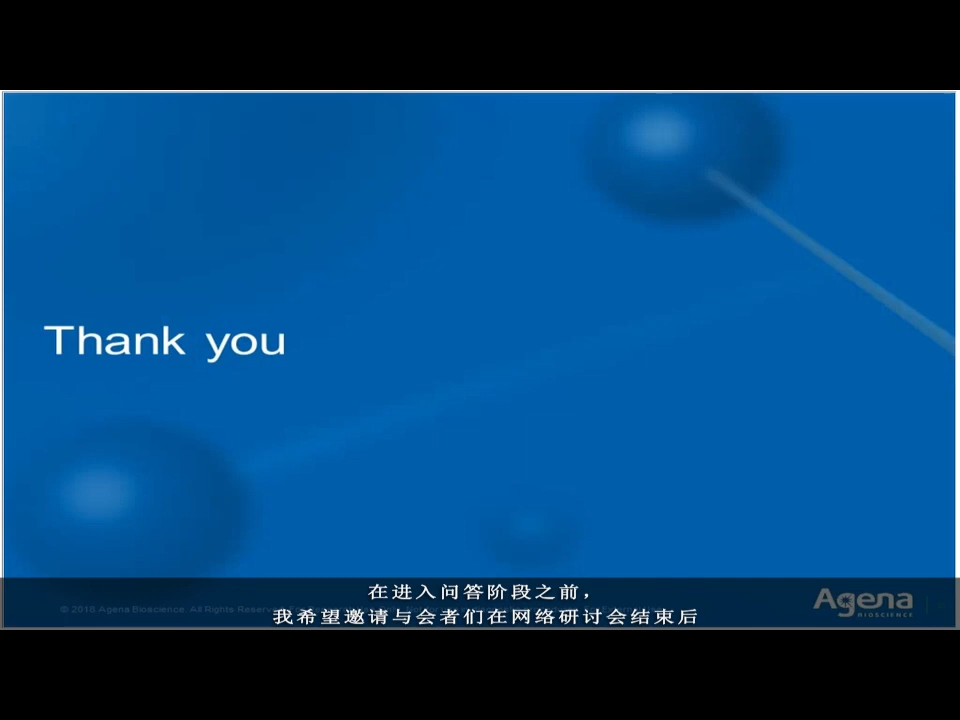 Thank you
在进入问答阶段之前，
© 2018 Agena Bioscience. All Rights Reserved.
我希望邀请与会者们在网络研讨会结束后
Agena
BIOSCIENCE